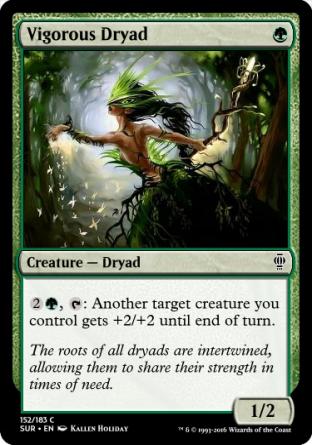 Vigorous Dryad
Creature — Dryad
2 , : Another target creature you
control gets +2/+2 until end of turn.
The roots of all dryads are intertwined,
allowing them to share their strength in
times of need.
1/2
152/183 C
SUR • EN KALLEN HOLIDAY
™ & © 1993-2016 Wizards of the Coast